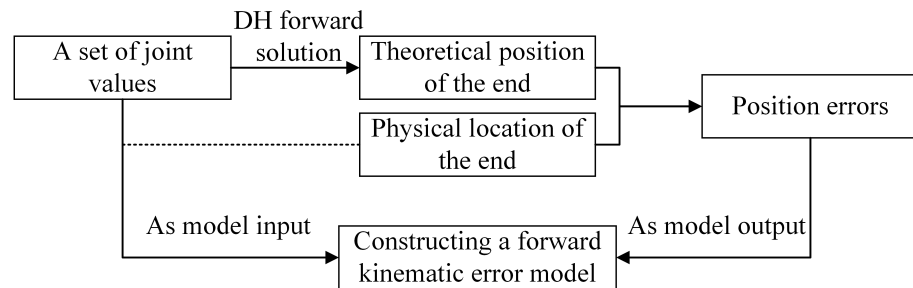 DH forward
solution
A set of joint
values
Theoretical position
of the end
Physical location of
the end
Position errors
As model input
As model output
Constructing a forward
kinematic error model